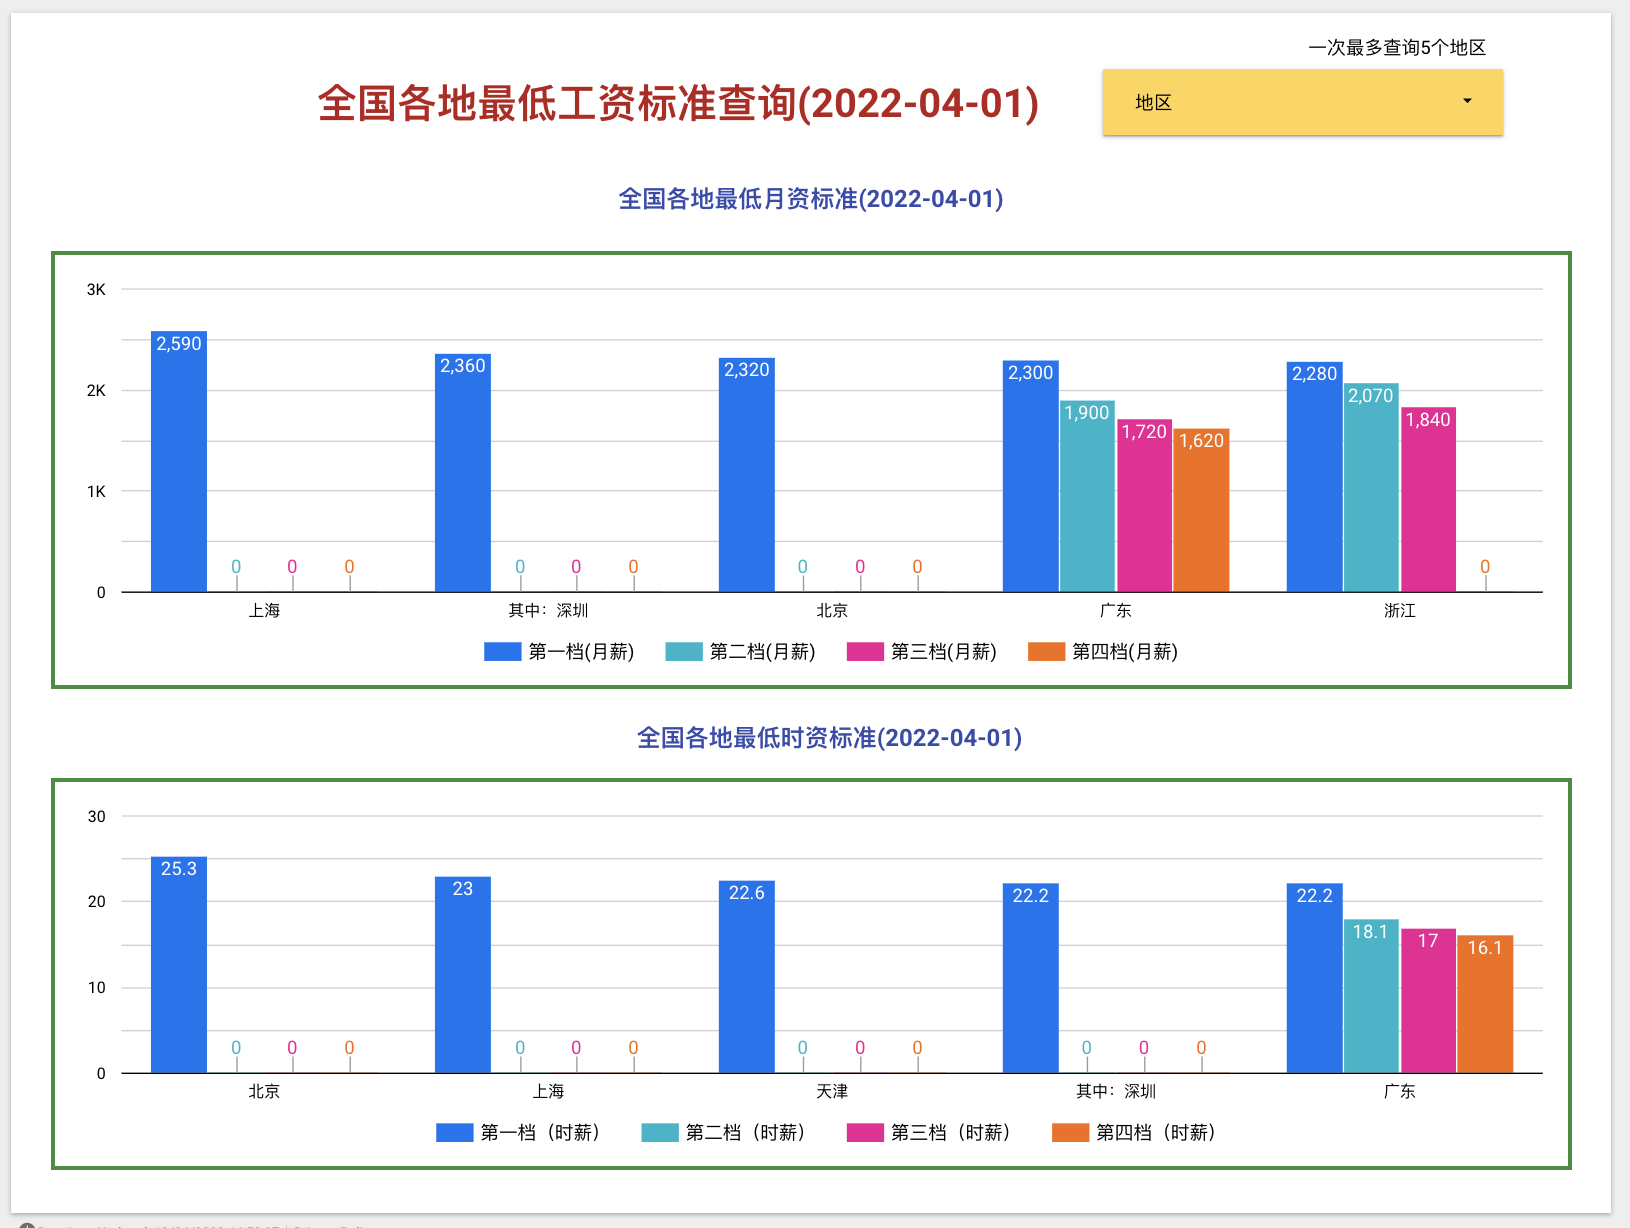 一次最多查询5个地区
全国各地最低工资标准查询(2022-04-01)
地区
全国各地最低月资标准(2022-04-01)
3K
2K
1K
0
2,590 0 0 0
2,360 0 0 0
2,320 0 0 0
2,300 1,900 1,720 1,620
2,280 2,070 1,840 0
上海 其中：深圳 北京 广东 浙江
第一档(月薪) 第二档(月薪) 第三档(月薪) 第四档(月薪)
全国各地最低时资标准(2022-04-01)
30
20
10
0
25.3 0 0 0
23 0 0 0
22.6 0 0 0
22.2 0 0 0
22.2 18.1 17 16.1
北京 上海 天津 其中：深圳 广东
第一档（时薪） 第二档（时薪） 第三档（时薪） 第四档（时薪）